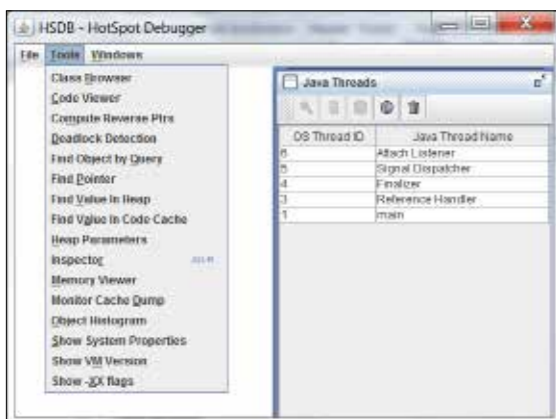 HSDB - HotSpot Debugger
File Tools Windows
Class Browser
Code Viewer
Compute Reverse Ptrs
Deadlock Detection
Find Object by Query
Find Pointer
Find Value In Heap
Find Value In Code Cache
Heap Parameters
Inspector
Memory Viewer
Monitor Cache Dump
Object Histogram
Show System Properties
Show VM Version
Show -XX flags
Java Threads
OS Thread ID Java Thread Name
6 Attach Listener
5 Signal Dispatcher
4 Finalizer
3 Reference Handler
1 main